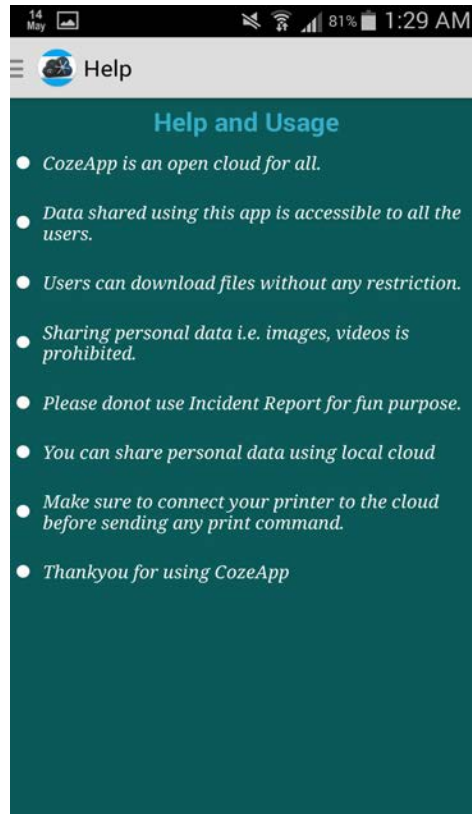 14
May
81%
1:29 AM
Help
Help and Usage
CozeApp is an open cloud for all.
Data shared using this app is accessible to all the
users.
Users can download files without any restriction.
Sharing personal data i.e. images, videos is
prohibited.
Please donot use Incident Report for fun purpose.
You can share personal data using local cloud
Make sure to connect your printer to the cloud
before sending any print command.
Thankyou for using CozeApp